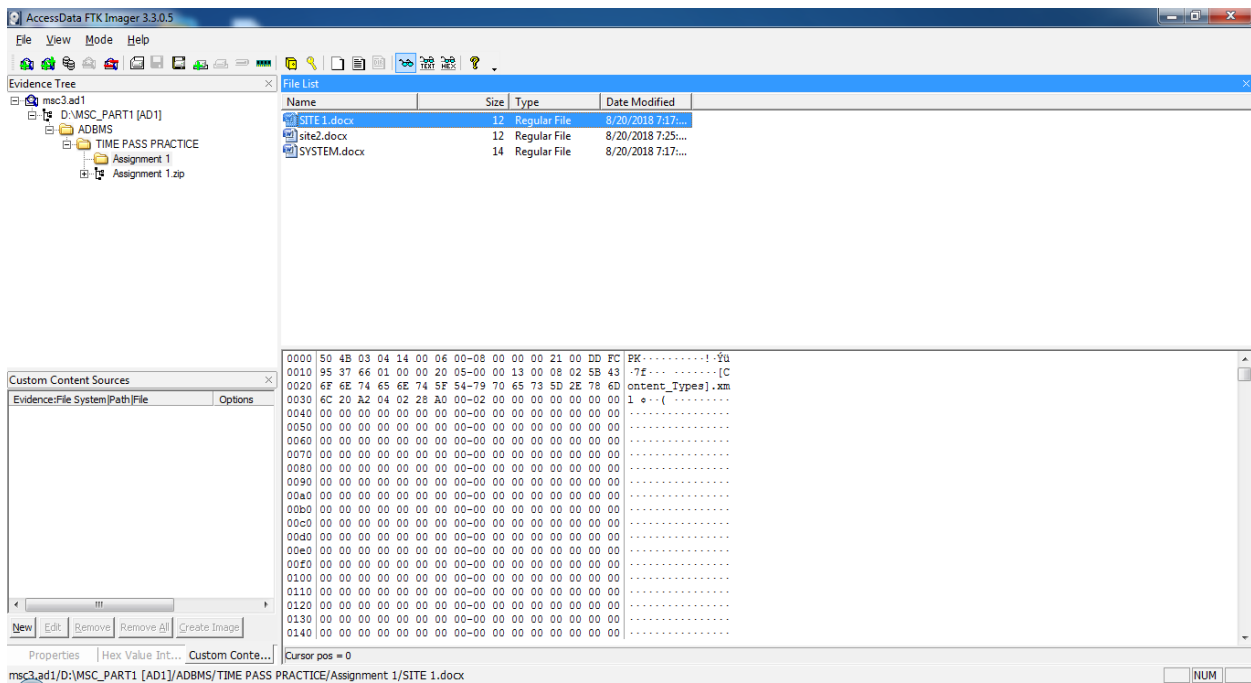 AccessData FTK Imager 3.3.0.5
File View Mode Help
Evidence Tree
msc3.ad1
D:\MSC_PART1 [AD1]
ADBMS
TIME PASS PRACTICE
Assignment 1
Assignment 1.zip
File List
Name Size Type Date Modified
SITE 1.docx 12 Regular File 8/20/2018 7:17:...
site2.docx 12 Regular File 8/20/2018 7:25:...
SYSTEM.docx 14 Regular File 8/20/2018 7:17:...
Custom Content Sources
Evidence:File System|Path|File Options
New Edit Remove Remove All Create Image
Properties Hex Value Int... Custom Conte...
0000 50 4B 03 04 14 00 06 00-08 00 00 00 21 00 DD FC PK··········!·Ýü
0010 95 37 66 01 00 00 20 05-00 00 13 00 08 02 5B 43 ·7f··· ·······[C
0020 6F 6E 74 65 6E 74 5F 54-79 70 65 73 5D 2E 78 6D ontent_Types].xm
0030 6C 20 A2 04 02 28 A0 00-02 00 00 00 00 00 00 00 l ¢··( ·········
0040 00 00 00 00 00 00 00 00-00 00 00 00 00 00 00 00 ················
0050 00 00 00 00 00 00 00 00-00 00 00 00 00 00 00 00 ················
0060 00 00 00 00 00 00 00 00-00 00 00 00 00 00 00 00 ················
0070 00 00 00 00 00 00 00 00-00 00 00 00 00 00 00 00 ················
0080 00 00 00 00 00 00 00 00-00 00 00 00 00 00 00 00 ················
0090 00 00 00 00 00 00 00 00-00 00 00 00 00 00 00 00 ················
00a0 00 00 00 00 00 00 00 00-00 00 00 00 00 00 00 00 ················
00b0 00 00 00 00 00 00 00 00-00 00 00 00 00 00 00 00 ················
00c0 00 00 00 00 00 00 00 00-00 00 00 00 00 00 00 00 ················
00d0 00 00 00 00 00 00 00 00-00 00 00 00 00 00 00 00 ················
00e0 00 00 00 00 00 00 00 00-00 00 00 00 00 00 00 00 ················
00f0 00 00 00 00 00 00 00 00-00 00 00 00 00 00 00 00 ················
0100 00 00 00 00 00 00 00 00-00 00 00 00 00 00 00 00 ················
0110 00 00 00 00 00 00 00 00-00 00 00 00 00 00 00 00 ················
0120 00 00 00 00 00 00 00 00-00 00 00 00 00 00 00 00 ················
0130 00 00 00 00 00 00 00 00-00 00 00 00 00 00 00 00 ················
0140 00 00 00 00 00 00 00 00-00 00 00 00 00 00 00 00 ················
Cursor pos = 0
msc3.ad1/D:\MSC_PART1 [AD1]/ADBMS/TIME PASS PRACTICE/Assignment 1/SITE 1.docx
NUM